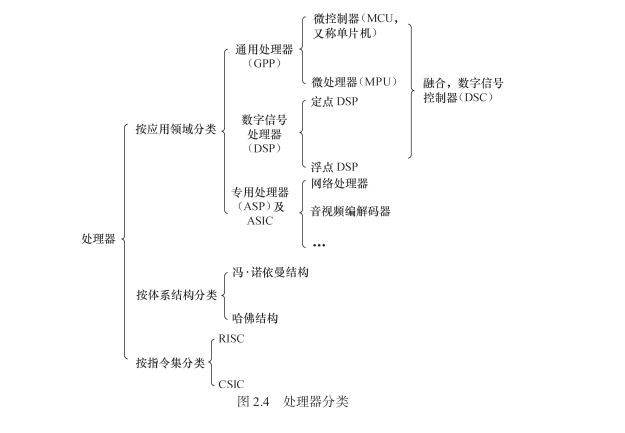 处理器
按应用领域分类
通用处理器
（GPP）
微控制器（MCU，
又称单片机）
微处理器（MPU）
数字信号
处理器
（DSP）
定点 DSP
浮点 DSP
融合，数字信号
控制器（DSC）
专用处理器
（ASP）及
ASIC
网络处理器
音视频编解码器
…
按体系结构分类
冯·诺依曼结构
哈佛结构
按指令集分类
RISC
CSIC
图 2.4 处理器分类